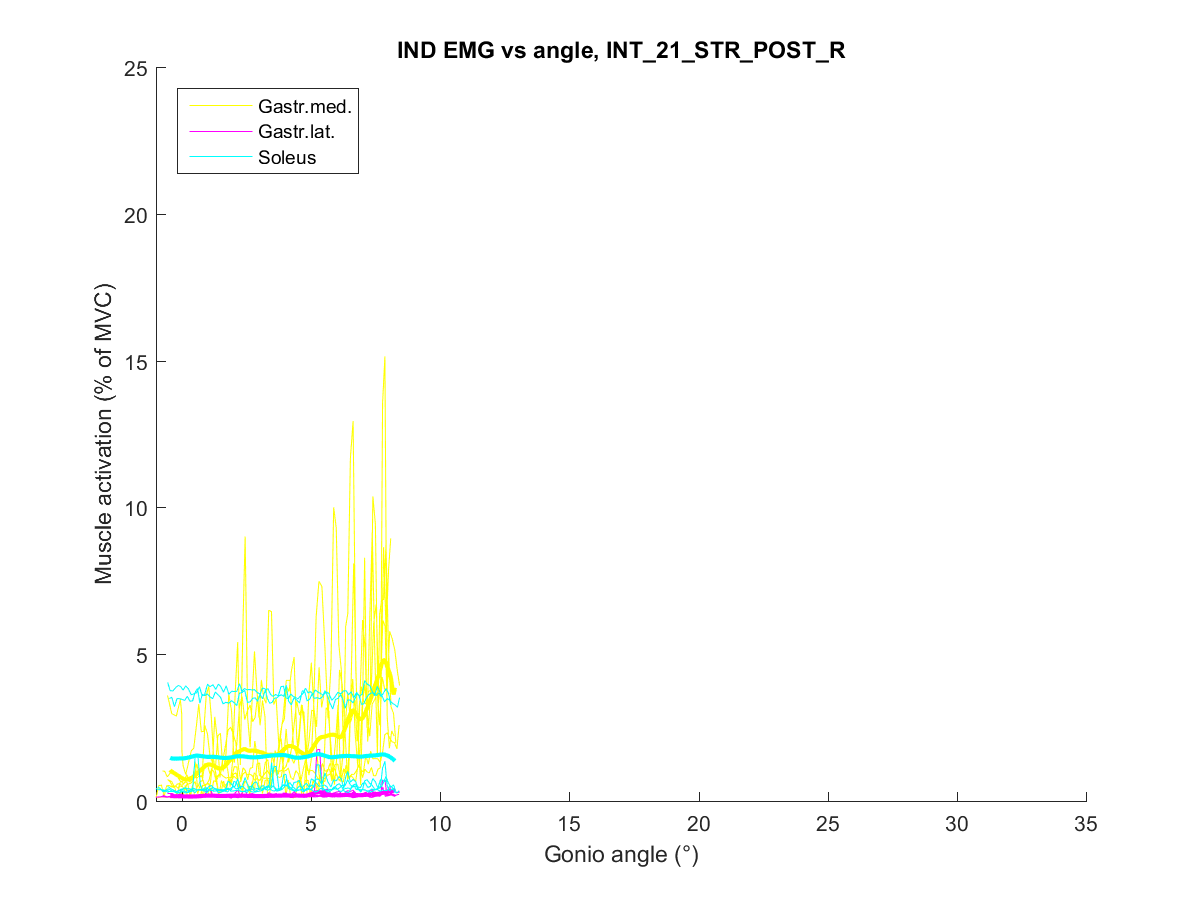 IND EMG vs angle, INT_21_STR_POST_R
25
Gastr.med.
Gastr.lat.
Soleus
20
15
10
5
0
Muscle activation (% of MVC)
0 5 10 15 20 25 30 35
Gonio angle (°)